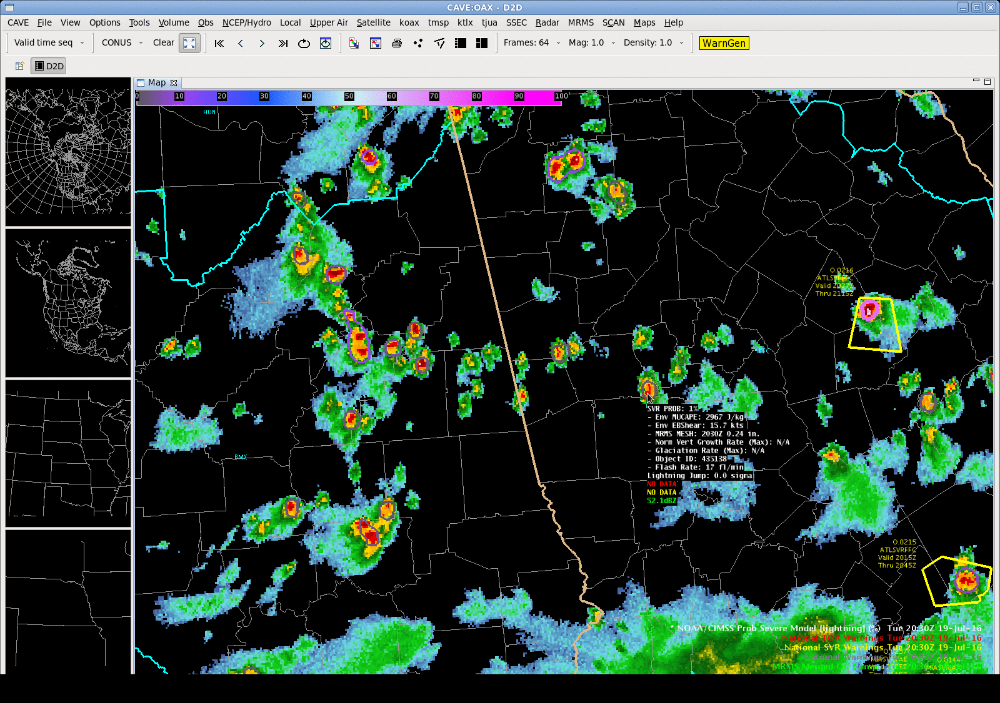 CAVE:OAX - D2D
CAVE File View Options Tools Volume Obs NCEP/Hydro Local Upper Air Satellite koax tmsp ktlx tjua SSEC Radar MRMS SCAN Maps Help
Valid time seq CONUS Clear Frames: 64 Mag: 1.0 Density: 1.0 WarnGen
D2D
Map
0 10 20 30 40 50 60 70 80 90 100
HUN
O.0216
Valid 2027Z
Thru 2115Z
SVR PROB: 1%
- Env MUCAPE: 2967 J/kg
- Env EBShear: 15.7 kts
- MRMS MESH: 2030Z 0.24 in.
- Norm Vert Growth Rate (Max): N/A
- Glaciation Rate (Max): N/A
- Object ID: 435138
- Flash Rate: 17 fl/min
Lightning Jump: 0.0 sigma
NO DATA
NO DATA
52.1dBZ
BMX
O.0215
ATLSVRFFC
Valid 2015Z
Thru 2045Z
* NOAA/CIMSS Prob Severe Model [lightning] (%) Tue 20:30Z 19-Jul-16
National TOR Warnings Tue 20:30Z 19-Jul-16
National SVR Warnings Tue 20:30Z 19-Jul-16
MRMS Merged